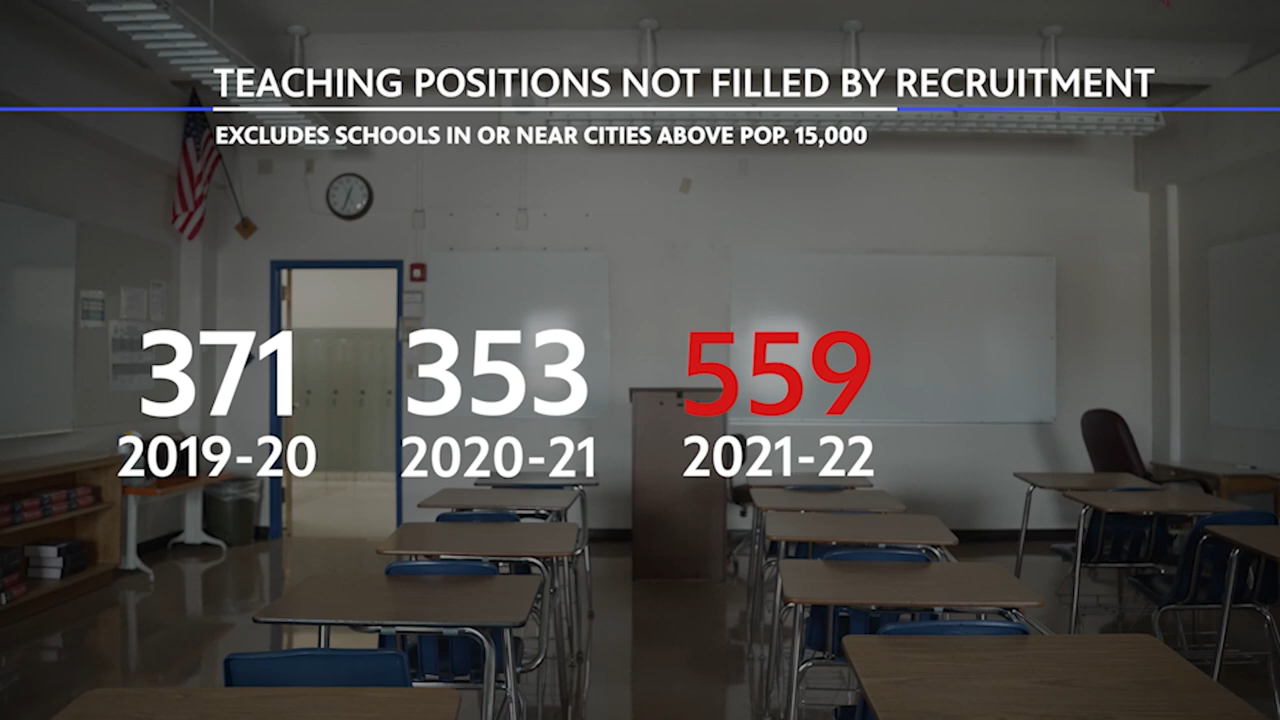 TEACHING POSITIONS NOT FILLED BY RECRUITMENT
EXCLUDES SCHOOLS IN OR NEAR CITIES ABOVE POP. 15,000
371 353 559
2019-20 2020-21 2021-22